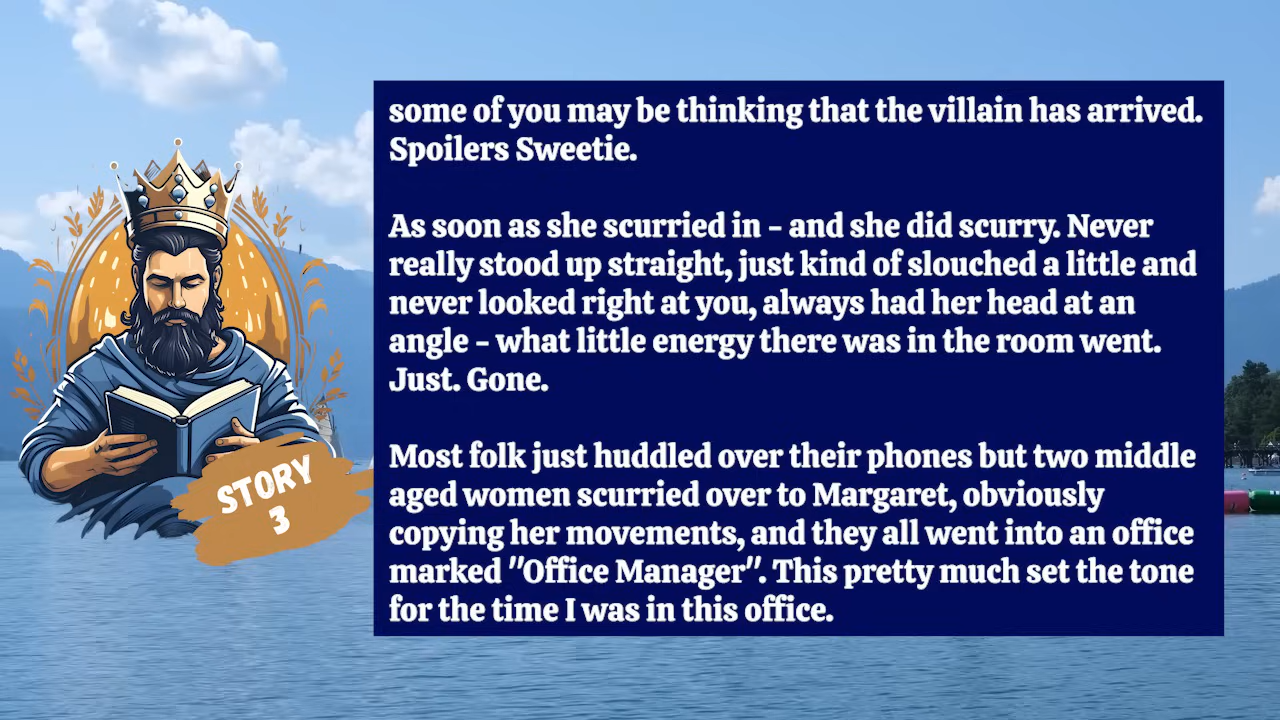 some of you may be thinking that the villain has arrived.
Spoilers Sweetie.
As soon as she scurried in - and she did scurry. Never
really stood up straight, just kind of slouched a little and
never looked right at you, always had her head at an
angle - what little energy there was in the room went.
Just. Gone.
Most folk just huddled over their phones but two middle
aged women scurried over to Margaret, obviously
copying her movements, and they all went into an office
marked "Office Manager". This pretty much set the tone
for the time I was in this office.
STORY
3